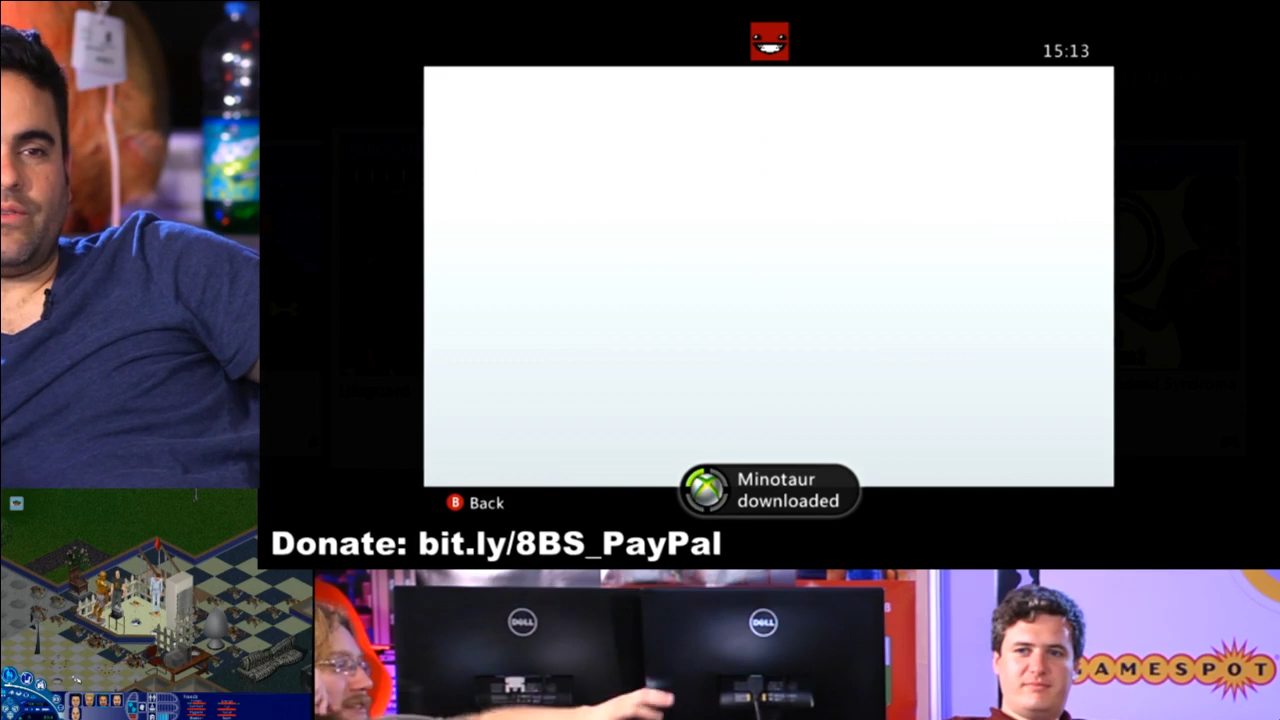 15:13
Minotaur
downloaded
B Back
Donate: bit.ly/8BS_PayPal
DELL
DELL
GAMESPOT